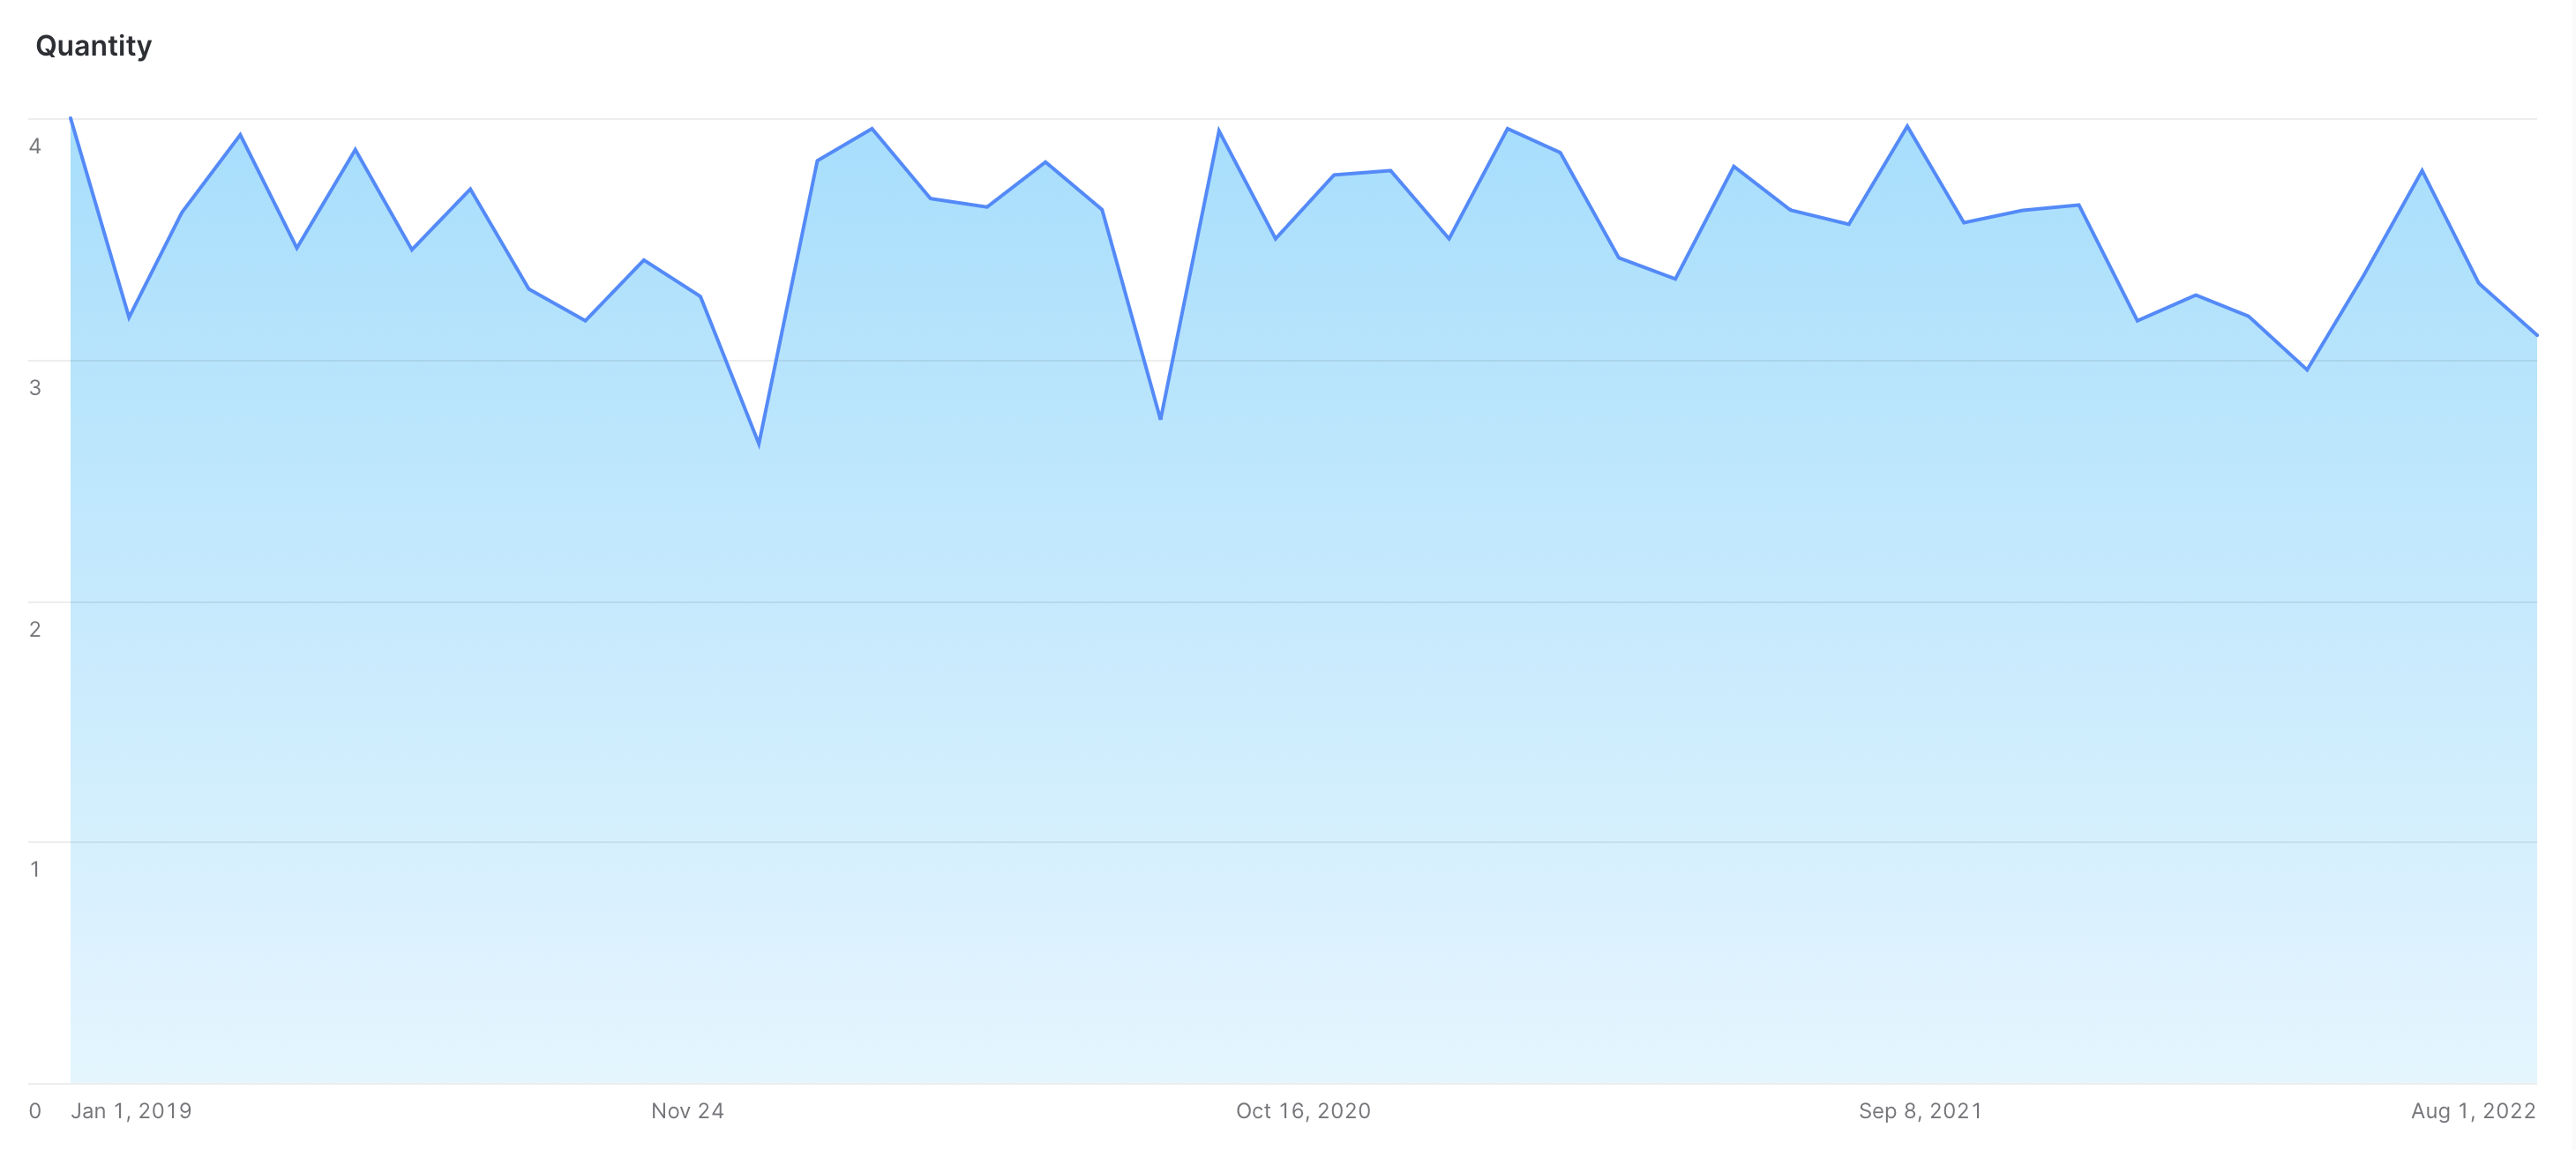 Quantity
4
3
2
1
0
Jan 1, 2019
Nov 24
Oct 16, 2020
Sep 8, 2021
Aug 1, 2022